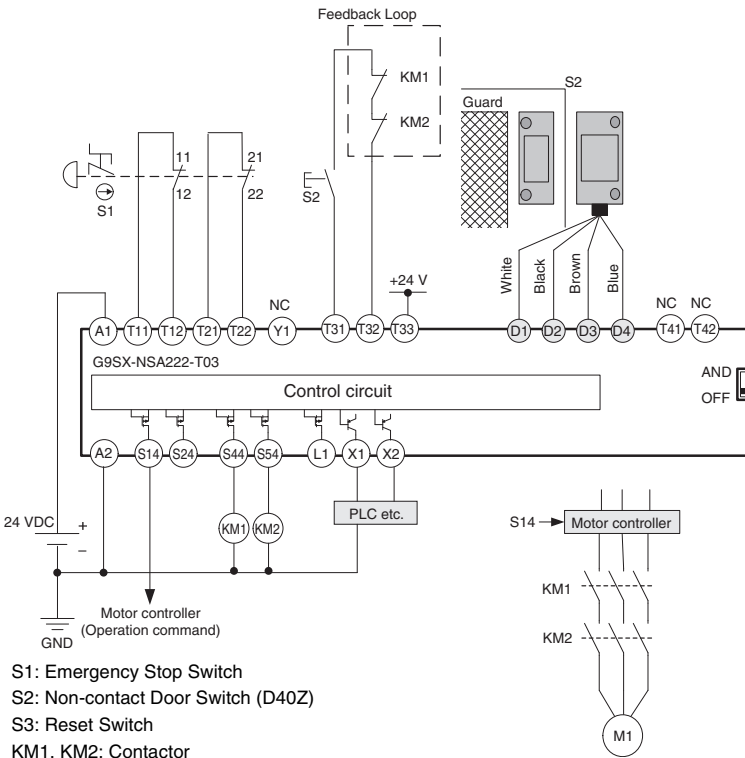 Feedback Loop
KM1
KM2
S2
Guard
11
21
12
22
S1
S2
White
Black
Brown
Blue
+24 V
NC
NC
NC
A1
T11
T12
T21
T22
Y1
T31
T32
T33
D1
D2
D3
D4
T41
T42
G9SX-NSA222-T03
AND
OFF
Control circuit
A2
S14
S24
S44
S54
L1
X1
X2
24 VDC
+
–
KM1
KM2
PLC etc.
S14
Motor controller
KM1
KM2
M1
GND
Motor controller
(Operation command)
S1: Emergency Stop Switch
S2: Non-contact Door Switch (D40Z)
S3: Reset Switch
KM1, KM2: Contactor